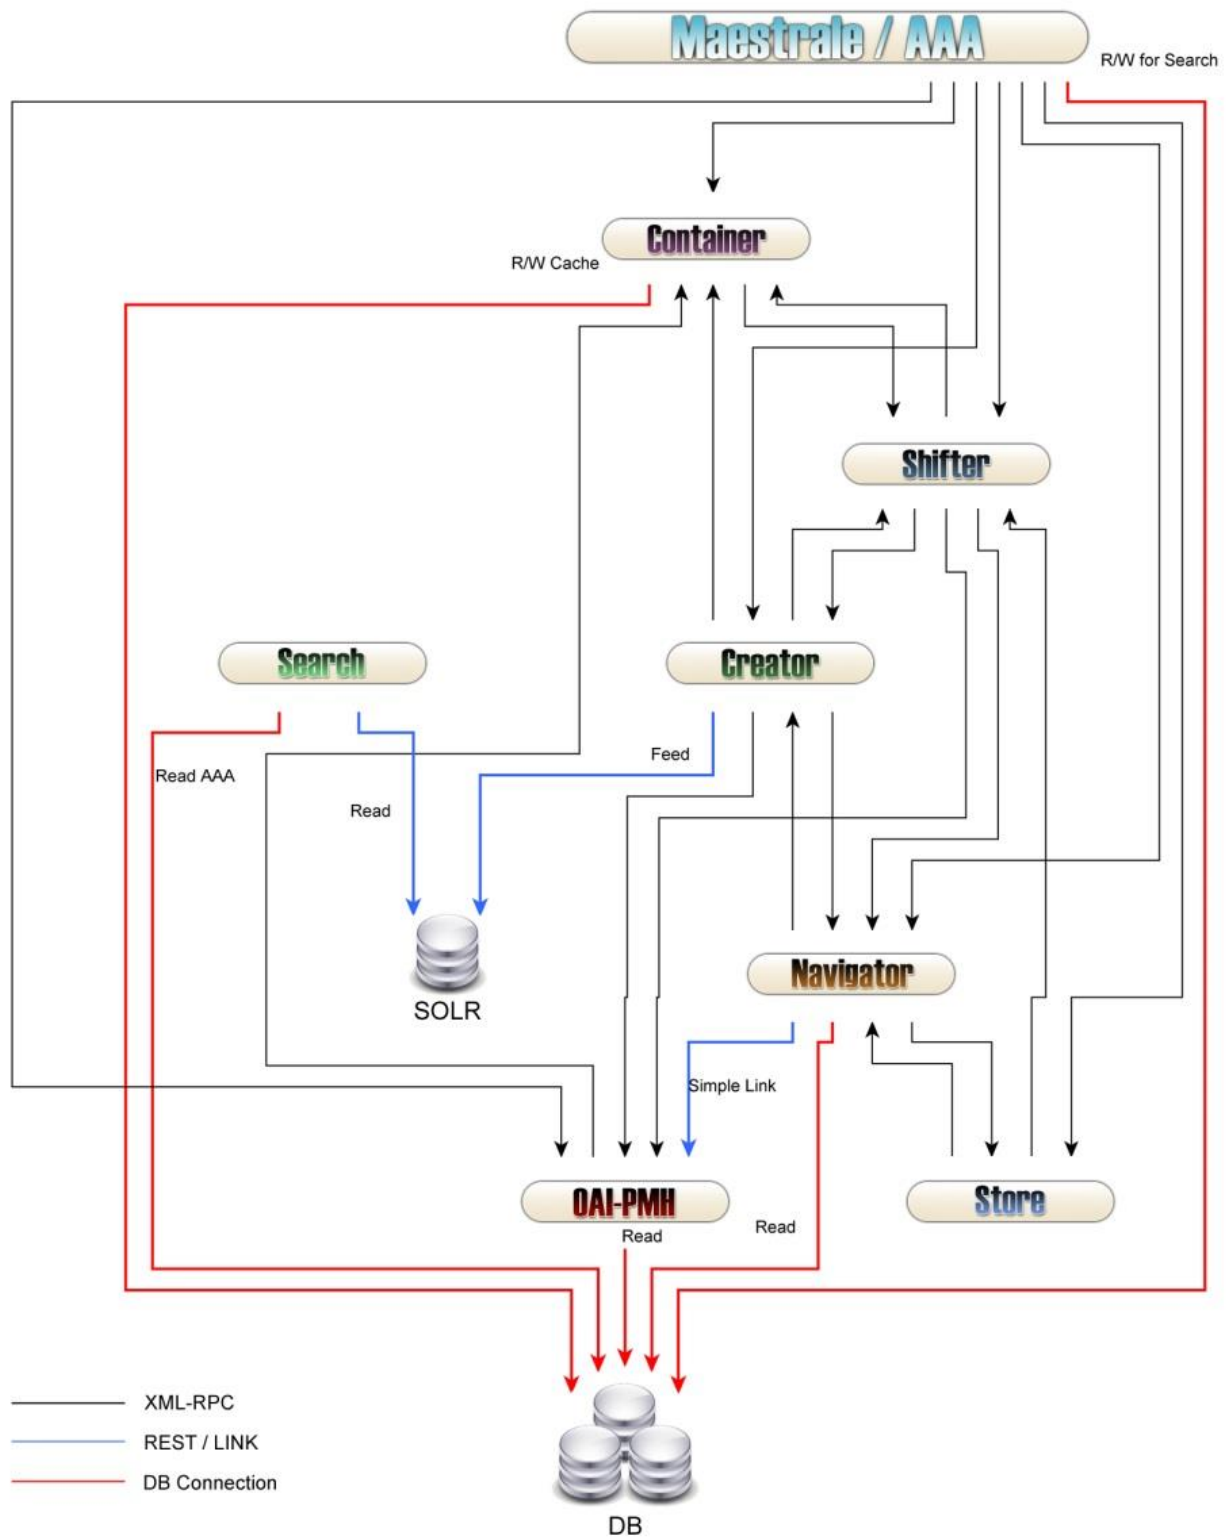 Maestrale / AAA
R/W for Search
Container
R/W Cache
Shifter
Search
Creator
Feed
Read AAA
Read
Navigator
SOLR
Simple Link
OAI-PMH
Store
Read
Read
XML-RPC
REST / LINK
DB Connection
DB